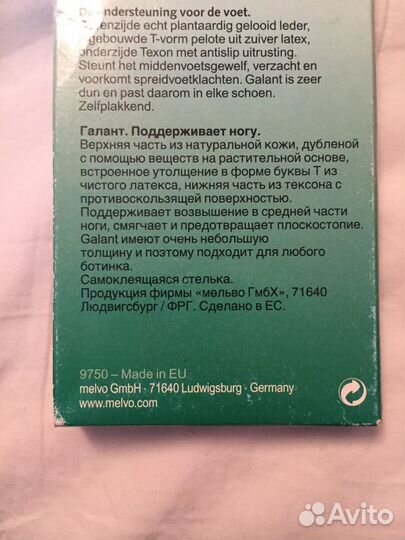 De ondersteuning voor de voet.
Bovenzijde echt plantaardig gelooid leder,
ingebouwde T-vorm pelote uit zuiver latex,
onderzijde Texon met antislip uitrusting.
Steunt het middenvoetsgewelf, verzacht en
voorkomt spreidvoetklachten. Galant is zeer
dun en past daarom in elke schoen.
Zelfplakkend.
Галант. Поддерживает ногу.
Верхняя часть из натуральной кожи, дубленой
с помощью веществ на растительной основе,
встроенное утолщение в форме буквы Т из
чистого латекса, нижняя часть из тексона с
противоскользящей поверхностью.
Поддерживает возвышение в средней части
ноги, смягчает и предотвращает плоскостопие.
Galant имеют очень небольшую
толщину и поэтому подходит для любого
ботинка.
Самоклеящаяся стелька.
Продукция фирмы «мельво ГмбХ», 71640
Людвигсбург / ФРГ. Сделано в ЕС.
9750 – Made in EU
melvo GmbH · 71640 Ludwigsburg · Germany
www.melvo.com
Avito